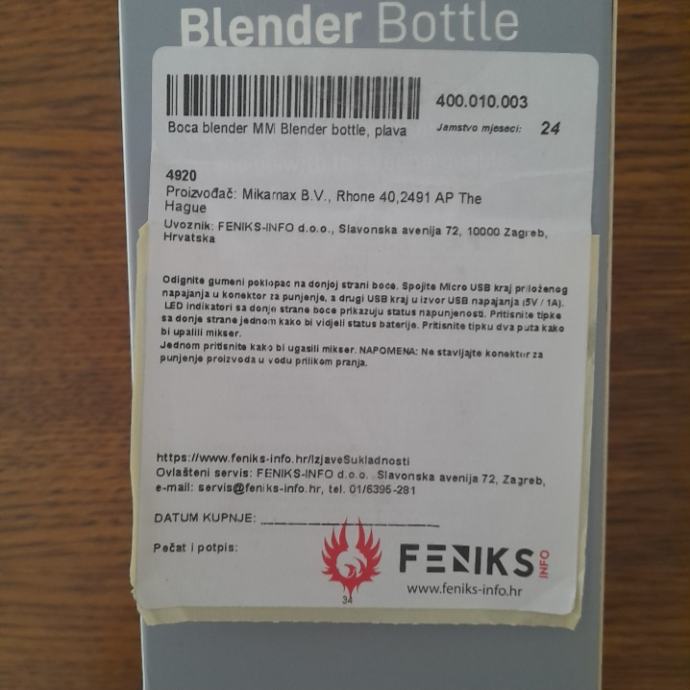 Blender Bottle
400.010.003
Boca blender MM Blender bottle, plava
Jamstvo mjeseci: 24
4920
Proizvođač: Mikamax B.V., Rhone 40,2491 AP The
Hague
Uvoznik: FENIKS-INFO d.o.o., Slavonska avenija 72, 10000 Zagreb,
Hrvatska
Odignite gumeni poklopac na donjoj strani boce. Spojite Micro USB kraj priloženog
napajanja u konektor za punjenje, a drugi USB kraj u izvor USB napajanja (5V / 1A).
LED indikatori sa donje strane boce prikazuju status napunjenosti. Pritisnite tipke
sa donje strane jednom kako bi vidjeli status baterije. Pritisnite tipku dva puta kako
bi upalili mikser.
Jednom pritisnite kako bi ugasili mikser. NAPOMENA: Ne stavljajte konektor za
punjenje proizvoda u vodu prilikom pranja.
https://www.feniks-info.hr/IzjaveSukladnosti
Ovlašteni servis: FENIKS-INFO d.o.o. Slavonska avenija 72, Zagreb,
e-mail: servis@feniks-info.hr, tel. 01/6395-281
DATUM KUPNJE:
Pečat i potpis:
FENIKS INFO
www.feniks-info.hr
34